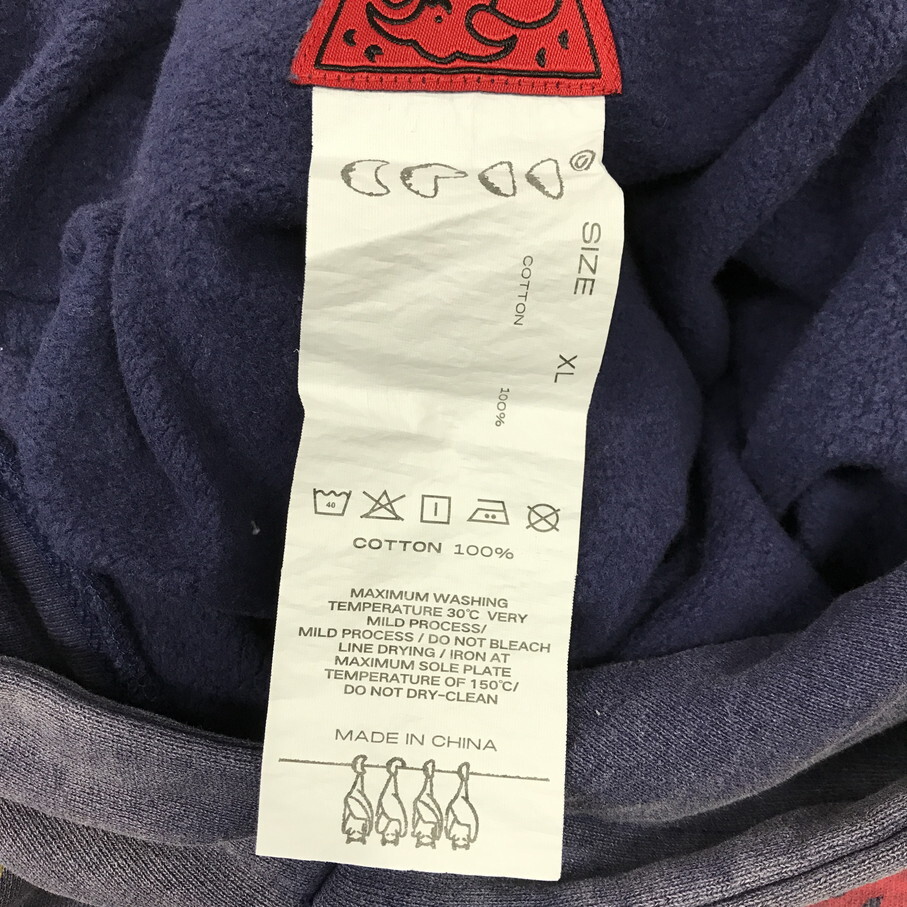 SIZE XL
COTTON 100%
40
COTTON 100%
MAXIMUM WASHING
TEMPERATURE 30℃ VERY
MILD PROCESS/
MILD PROCESS / DO NOT BLEACH
LINE DRYING / IRON AT
MAXIMUM SOLE PLATE
TEMPERATURE OF 150℃/
DO NOT DRY-CLEAN
MADE IN CHINA